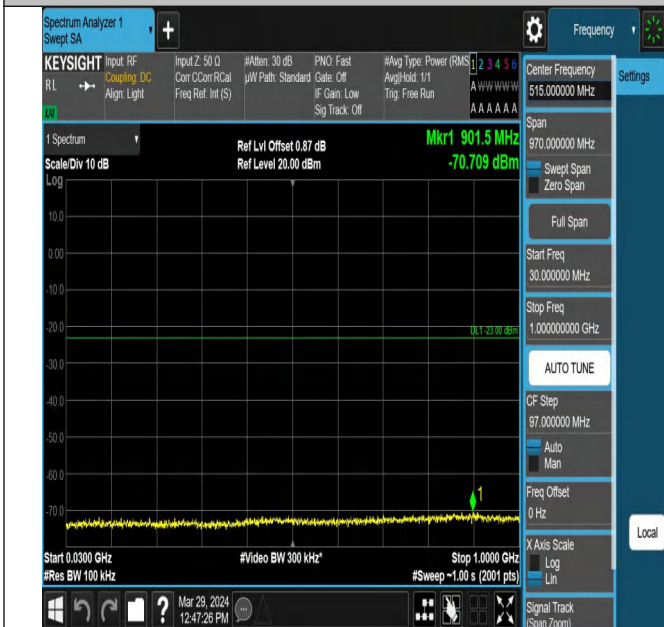 Spectrum Analyzer 1
Swept SA
+
Frequency
KEYSIGHT
RL
LXI
Input: RF
Coupling: DC
Align: Light
Input Z: 50 Ω
Corr CCorr RCal
Freq Ref: Int (S)
#Atten: 30 dB
µW Path: Standard
PNO: Fast
Gate: Off
IF Gain: Low
Sig Track: Off
#Avg Type: Power (RMS
Avg|Hold: 1/1
Trig: Free Run
1 2 3 4 5 6
A W W W W W
A A A A A A
1 Spectrum
Scale/Div 10 dB
Log
Ref Lvl Offset 0.87 dB
Ref Level 20.00 dBm
Mkr1 901.5 MHz
-70.709 dBm
10.0
0.00
-10.0
-20.0
-30.0
-40.0
-50.0
-60.0
-70.0
DL1 -23.00 dBm
1
Start 0.0300 GHz
#Res BW 100 kHz
#Video BW 300 kHz*
Stop 1.0000 GHz
#Sweep ~1.00 s (2001 pts)
Mar 29, 2024
12:47:26 PM
?
Center Frequency
515.000000 MHz
Settings
Span
970.000000 MHz
Swept Span
Zero Span
Full Span
Start Freq
30.000000 MHz
Stop Freq
1.000000000 GHz
AUTO TUNE
CF Step
97.000000 MHz
Auto
Man
Freq Offset
0 Hz
X Axis Scale
Log
Lin
Local
Signal Track
(Span Zoom)